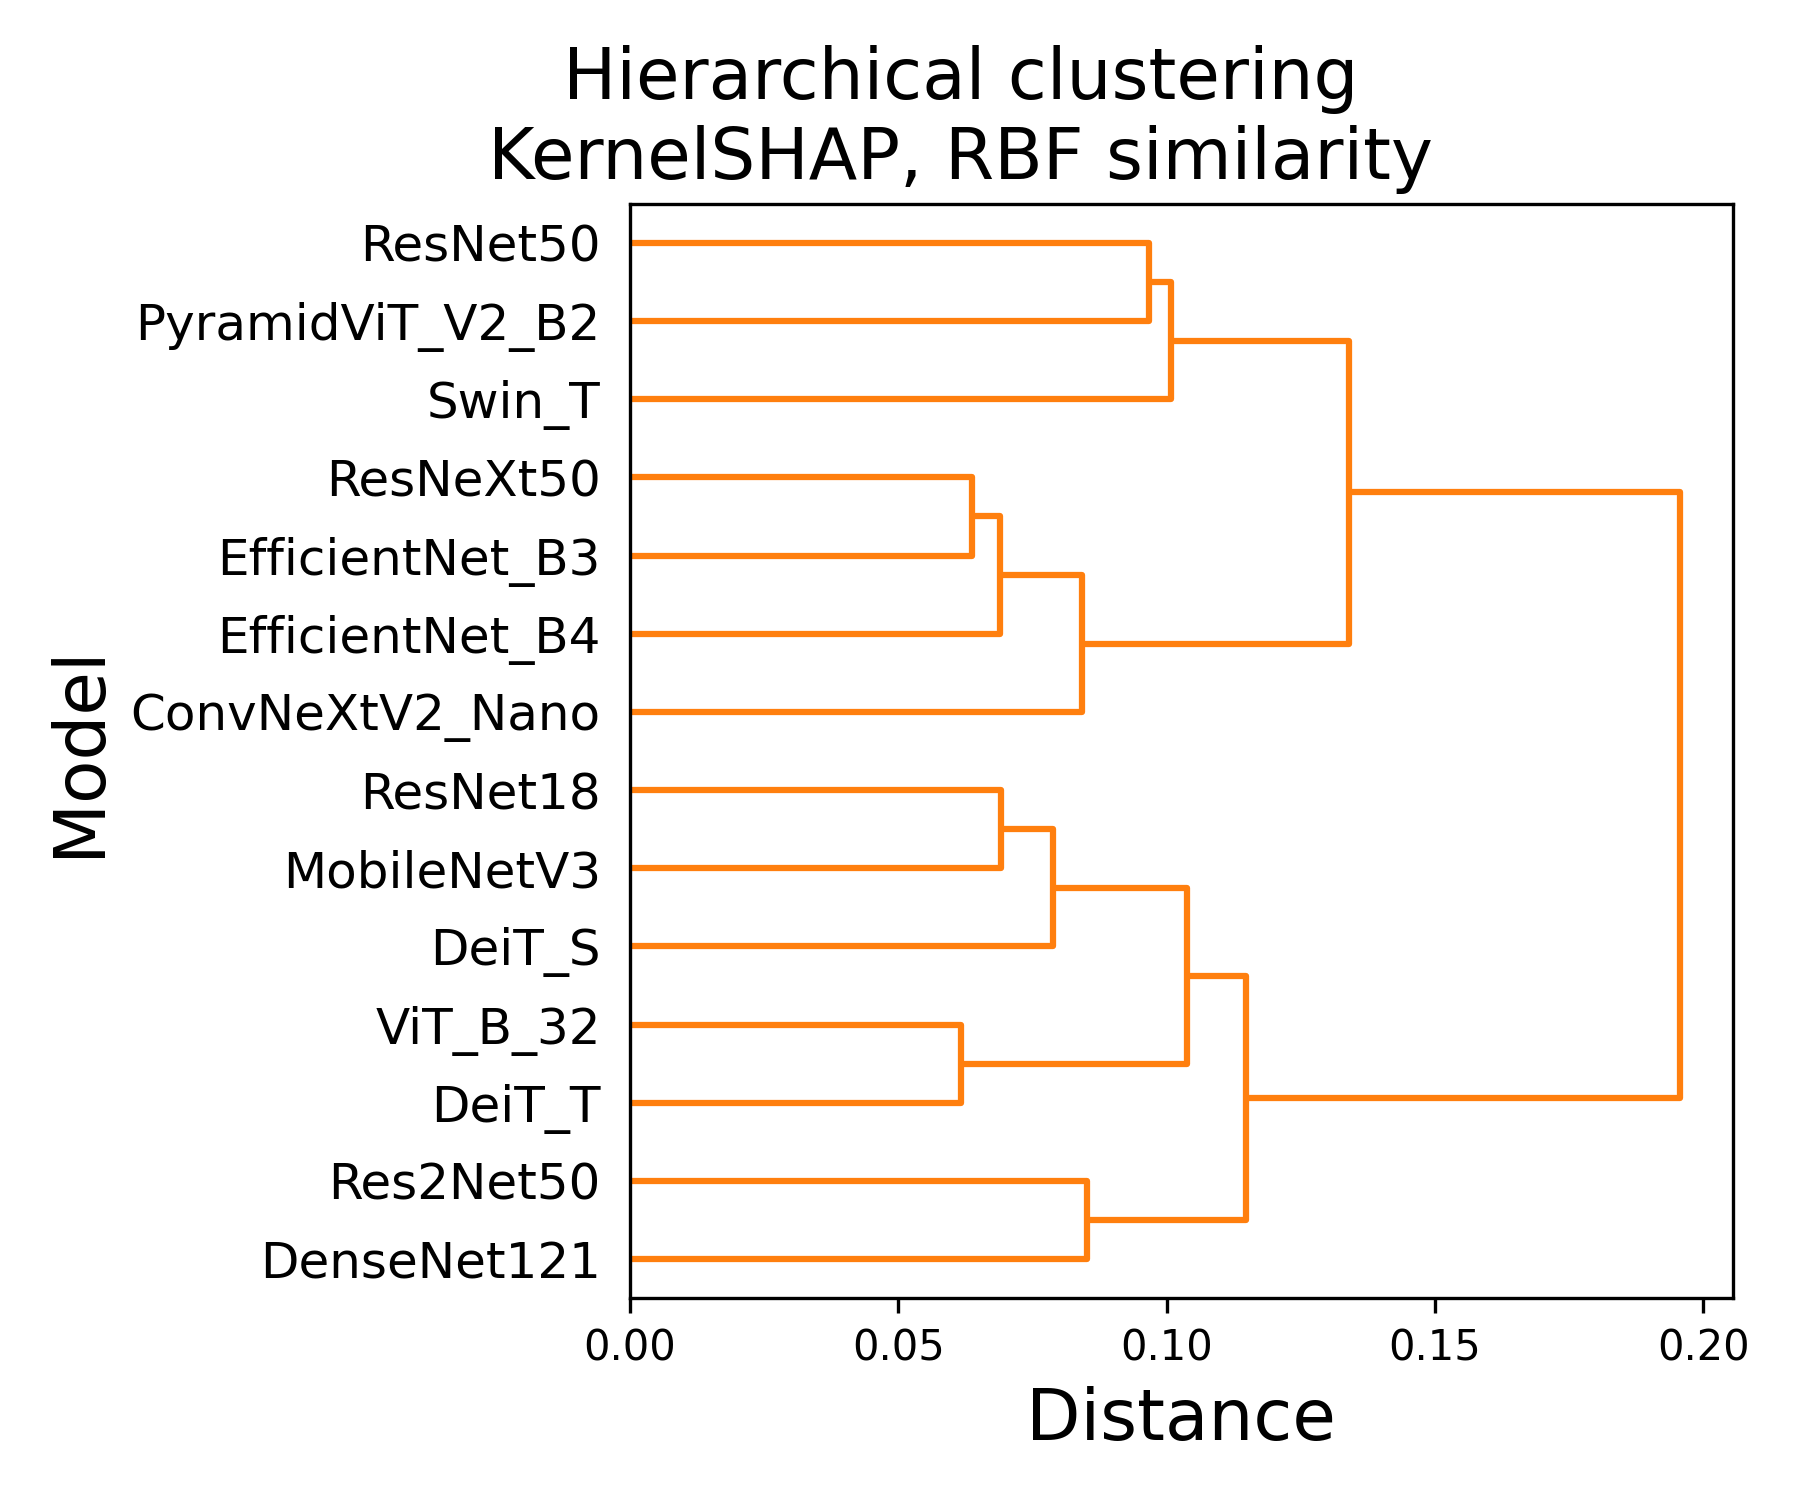 Hierarchical clustering
KernelSHAP, RBF similarity
ResNet50
PyramidViT_V2_B2
Swin_T
ResNeXt50
EfficientNet_B3
EfficientNet_B4
ConvNeXtV2_Nano
ResNet18
MobileNetV3
DeiT_S
ViT_B_32
DeiT_T
Res2Net50
DenseNet121
Model
0.00 0.05 0.10 0.15 0.20
Distance